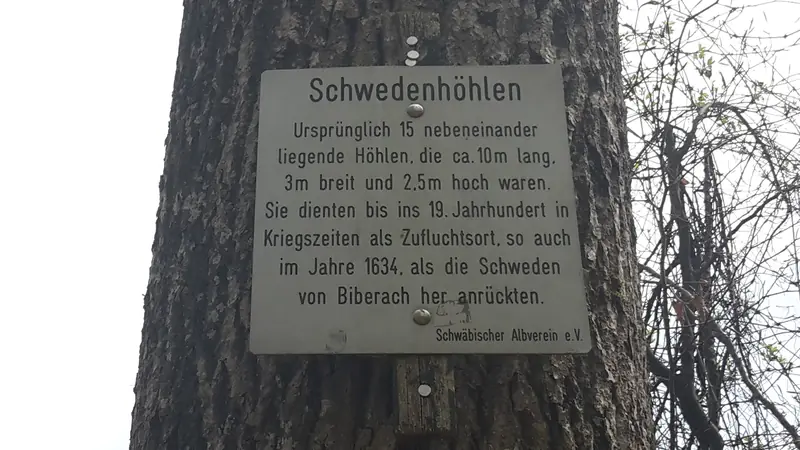 Schwedenhöhlen
Ursprünglich 15 nebeneinander
liegende Höhlen, die ca. 10m lang,
3m breit und 2,5m hoch waren.
Sie dienten bis ins 19. Jahrhundert in
Kriegszeiten als Zufluchtsort, so auch
im Jahre 1634, als die Schweden
von Biberach her anrückten.
Schwäbischer Albverein e.V.